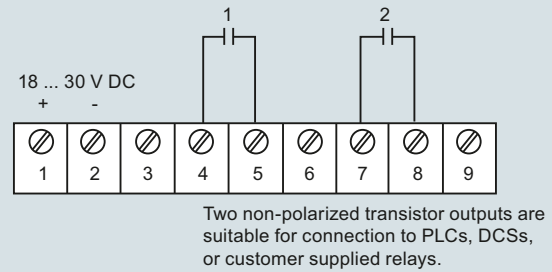 1 2
18 ... 30 V DC
+ -
1 2 3 4 5 6 7 8 9
Two non-polarized transistor outputs are
suitable for connection to PLCs, DCSs,
or customer supplied relays.